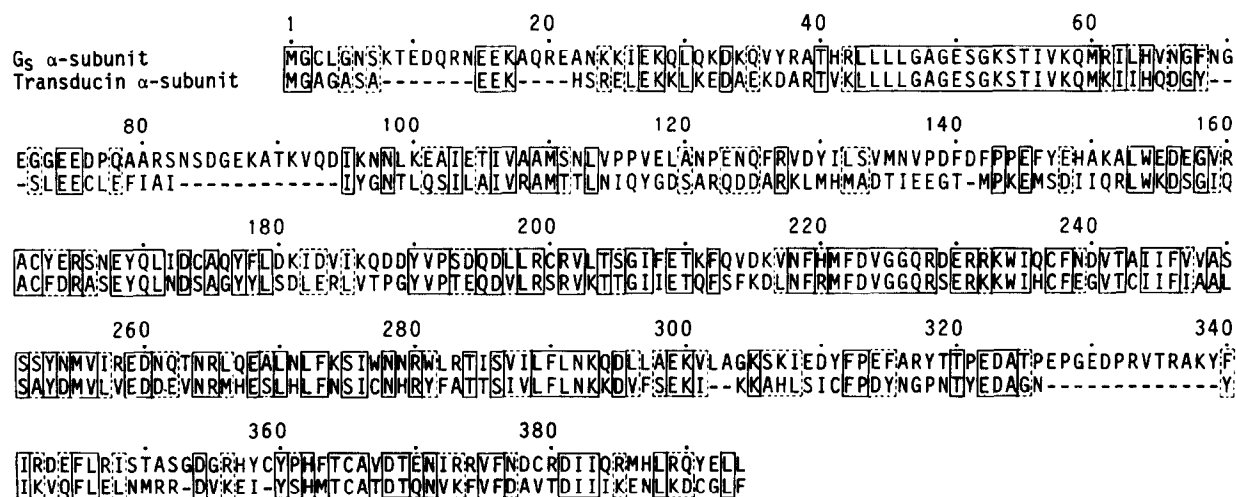 1 20 40 60
Gs α-subunit MGCLGNSKTEDQRNEEKAQREANKKIEKQLQKDKQVYRATHRLLLLGAGESGKSTIVKQMRILHVNGFNG
Transducin α-subunit MGAGASA-------EEK----HSRELEKKLKEDAEKDARTVKLLLLGAGESGKSTIVKQMKIIHQDGY--
80 100 120 140 160
EGGEEDPQAARSNSDGEKATKVQDIKNNLKEAIETIVAAMSNLVPPVELANPENQFRVDYILSVMNVPDFDFPPEFYEHAKALWEDEGVR
-SLEECLEFIAI------------IYGNTLQSILAIVRAMTTLNIQYGDSARQDDARKLMHMADTIEEGT-MPKEMSDIIQRLWKDSGIQ
180 200 220 240
ACYERSNEYQLIDCAQYFLDKIDVIKQDDYVPSDQDLLRCRVLTSGIFETKFQVDKVNFHMFDVGGQRDERRKWIQCFNDVTAIIFVVAS
ACFDRASEYQLNDSAGYYLSDLERLVTPGYVPTEQDVLRSRVKTTGIIETQFSFKDLNFRMFDVGGQRSERKKWIHCFEGVTCIIFIAAL
260 280 300 320 340
SSYNMVIREDNQTNRLQEALNLFKSIWNNRWLRTISVILFLNKQDLLAEKVLAGKSKIEDYFPEFARYTTPEDATPEPGEDPRVTRAKYF
SAYDMVLVEDDEVNRMHESLHLFNSICNHRYFATTSIVLFLNKKDVFSEKI--KKAHLSICFPDYNGPNTYEDAGN-------------Y
360 380
IRDEFLRISTASGDGRHYCYPHFTCAVDTENIRRVFNDCRDIIQRMHLRQYELL
IKVQFLELNMRR-DVKEI-YSHMTCATDTQNVKFVFDAVTDIIIKENLKDCGLF